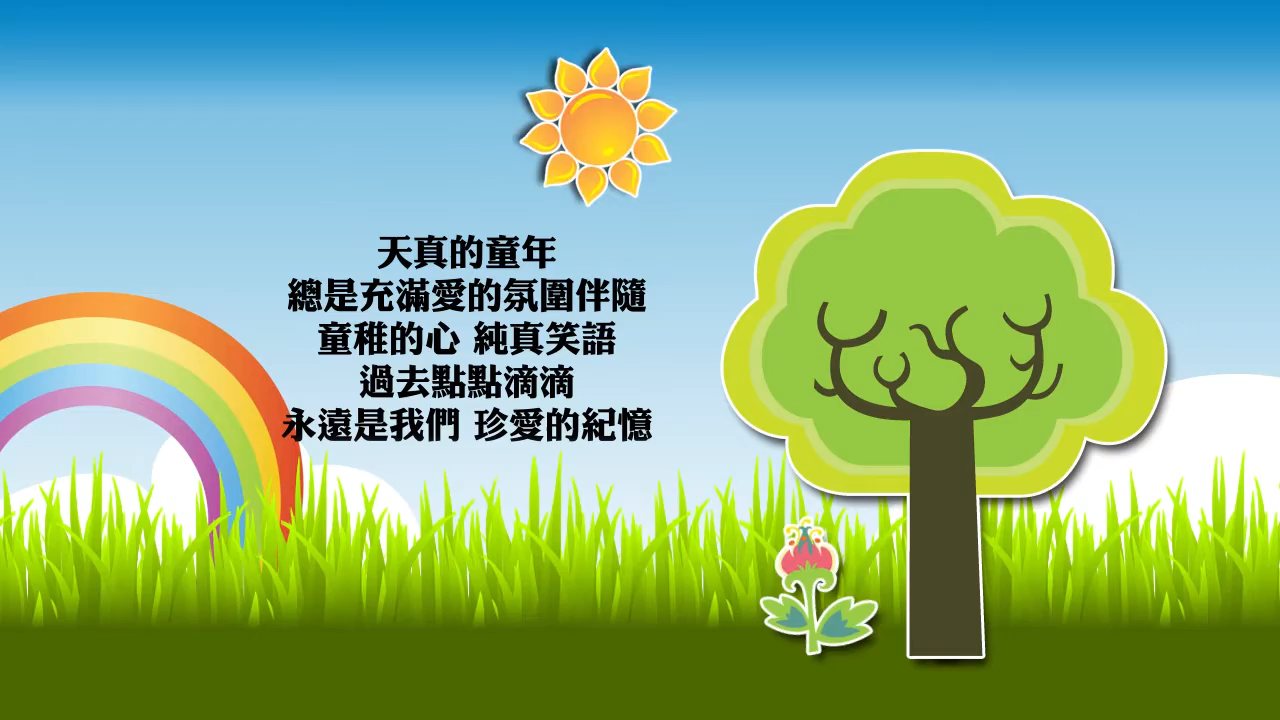 天真的童年
總是充滿愛的氛圍伴隨
童稚的心 純真笑語
過去點點滴滴
永遠是我們 珍愛的紀憶